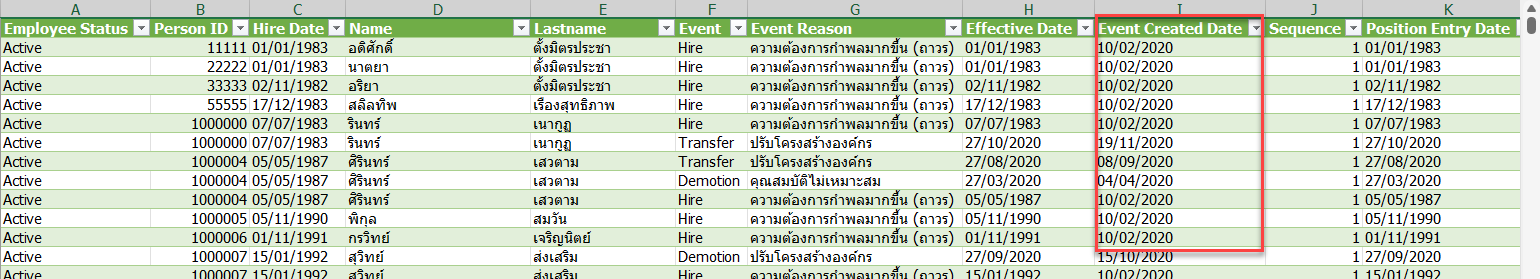 A B C D E F G H I J K
Employee Status Person ID Hire Date Name Lastname Event Event Reason Effective Date Event Created Date Sequence Position Entry Date
Active 11111 01/01/1983 อดิศักดิ์ ตั้งมิตรประชา Hire ความต้องการกำพลมากขึ้น (ถาวร) 01/01/1983 10/02/2020 1 01/01/1983
Active 22222 01/01/1983 นาตยา ตั้งมิตรประชา Hire ความต้องการกำพลมากขึ้น (ถาวร) 01/01/1983 10/02/2020 1 01/01/1983
Active 33333 02/11/1982 อริยา ตั้งมิตรประชา Hire ความต้องการกำพลมากขึ้น (ถาวร) 02/11/1982 10/02/2020 1 02/11/1982
Active 55555 17/12/1983 สลิลทิพ เรืองสุทธิภาพ Hire ความต้องการกำพลมากขึ้น (ถาวร) 17/12/1983 10/02/2020 1 17/12/1983
Active 1000000 07/07/1983 รินทร์ เนากูฏ Hire ความต้องการกำพลมากขึ้น (ถาวร) 07/07/1983 10/02/2020 1 07/07/1983
Active 1000000 07/07/1983 รินทร์ เนากูฏ Transfer ปรับโครงสร้างองค์กร 27/10/2020 19/11/2020 1 27/10/2020
Active 1000004 05/05/1987 ศิรินทร์ เสวตาม Transfer ปรับโครงสร้างองค์กร 27/08/2020 08/09/2020 1 27/08/2020
Active 1000004 05/05/1987 ศิรินทร์ เสวตาม Demotion คุณสมบัติไม่เหมาะสม 27/03/2020 04/04/2020 1 27/03/2020
Active 1000004 05/05/1987 ศิรินทร์ เสวตาม Hire ความต้องการกำพลมากขึ้น (ถาวร) 05/05/1987 10/02/2020 1 05/05/1987
Active 1000005 05/11/1990 พิกุล สมวัน Hire ความต้องการกำพลมากขึ้น (ถาวร) 05/11/1990 10/02/2020 1 05/11/1990
Active 1000006 01/11/1991 กรวิทย์ เจริญนิตย์ Hire ความต้องการกำพลมากขึ้น (ถาวร) 01/11/1991 10/02/2020 1 01/11/1991
Active 1000007 15/01/1992 สุวิทย์ ส่งเสริม Demotion ปรับโครงสร้างองค์กร 27/09/2020 15/10/2020 1 27/09/2020
Active 1000007 15/01/1992 สุวิทย์ ส่งเสริม Hire ความต้องการกำพลมากขึ้น (ถาวร) 15/01/1992 10/02/2020 1 15/01/1992